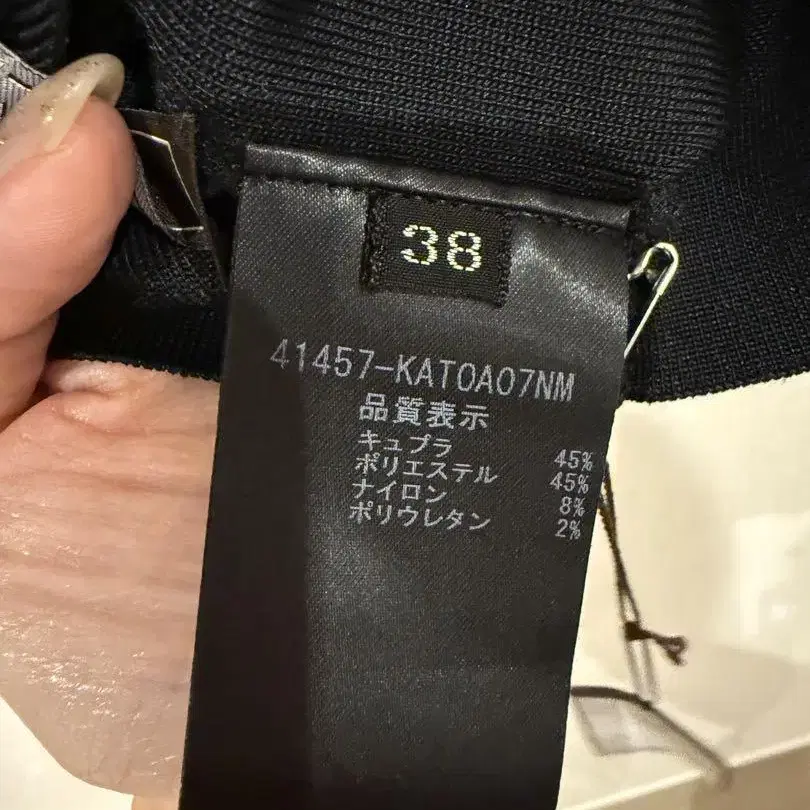 38
41457-KATOA07NM
品質表示
キュプラ 45%
ポリエステル 45%
ナイロン 8%
ポリウレタン 2%